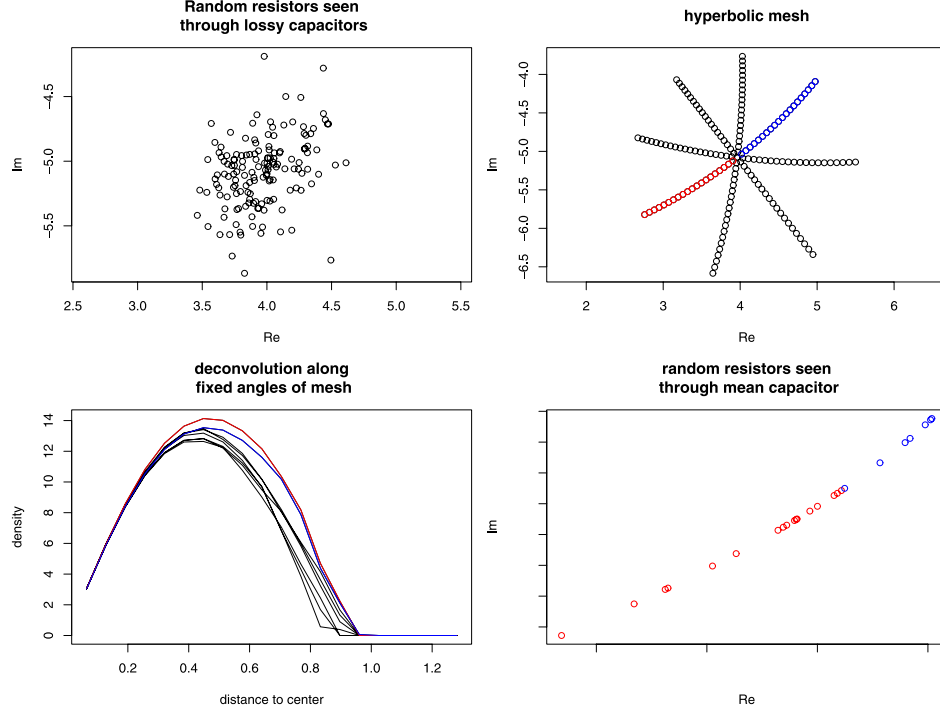 Random resistors seen
through lossy capacitors
Im
-4.5
-5.0
-5.5
2.5 3.0 3.5 4.0 4.5 5.0 5.5
Re
hyperbolic mesh
Im
-4.0
-4.5
-5.0
-5.5
-6.5
2 3 4 5 6
Re
deconvolution along
fixed angles of mesh
density
14
12
10
8
6
4
2
0
0.2 0.4 0.6 0.8 1.0 1.2
distance to center
random resistors seen
through mean capacitor
Im
Re